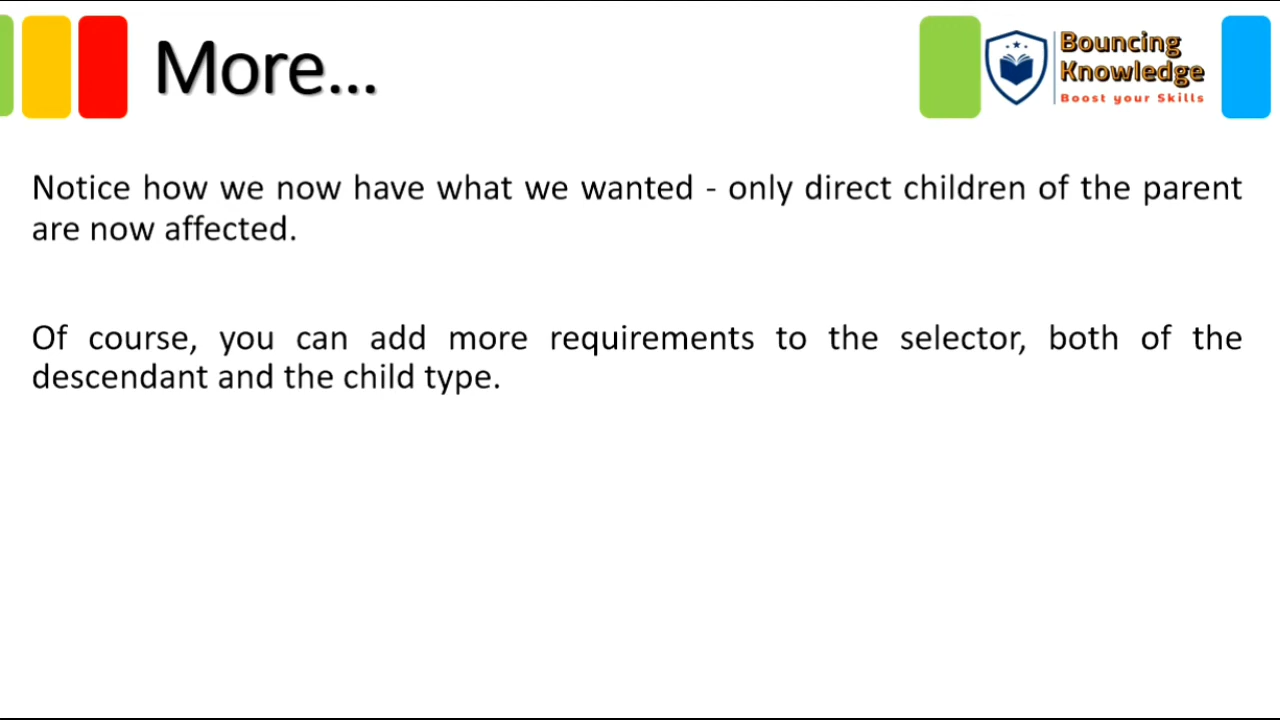 More...
Bouncing
Knowledge
Boost your Skills
Notice how we now have what we wanted - only direct children of the parent
are now affected.
Of course, you can add more requirements to the selector, both of the
descendant and the child type.